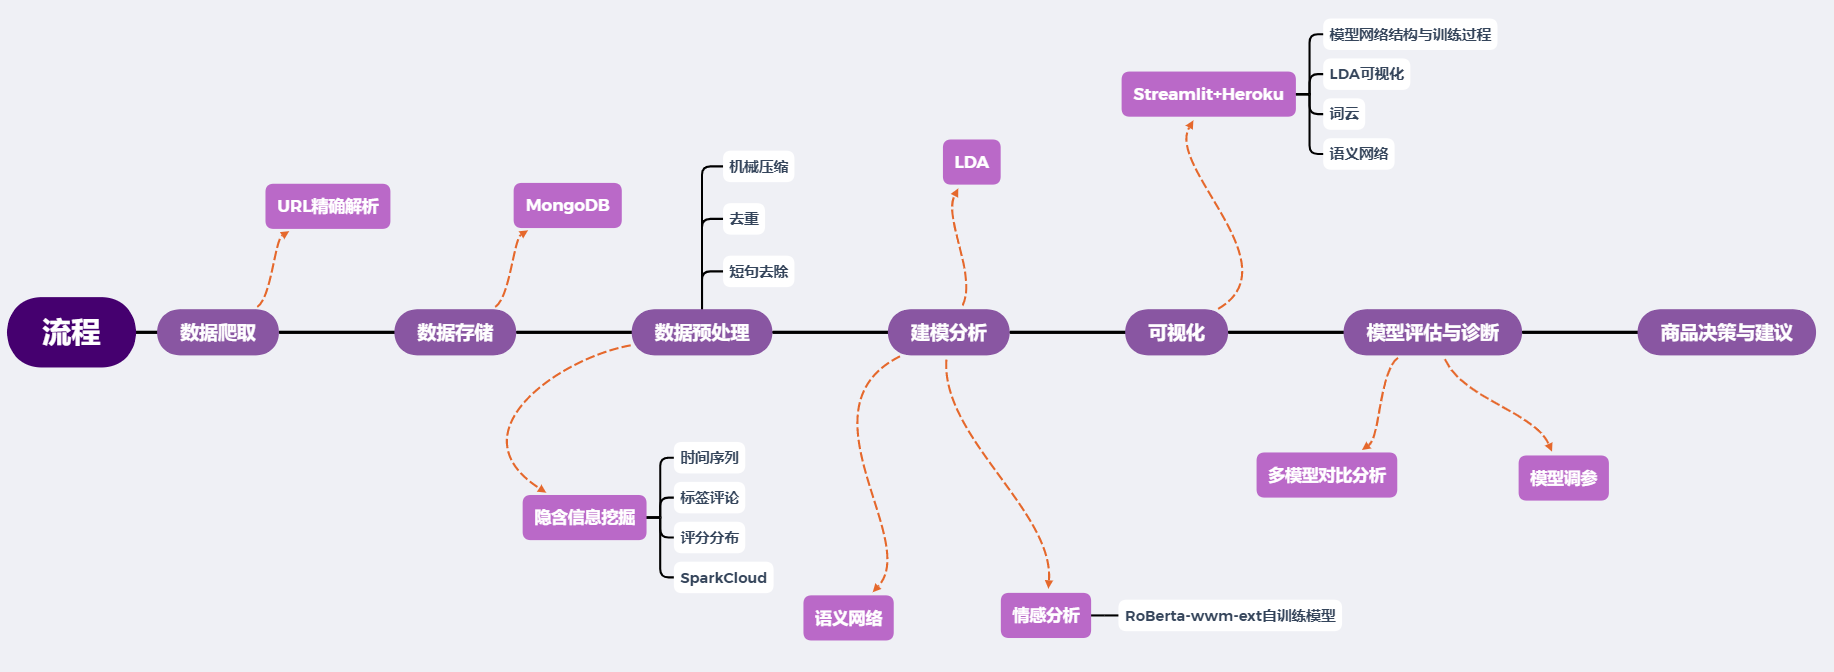 流程
数据爬取
URL精确解析
数据存储
MongoDB
数据预处理
机械压缩
去重
短句去除
隐含信息挖掘
时间序列
标签评论
评分分布
SparkCloud
建模分析
LDA
语义网络
情感分析
RoBerta-wwm-ext自训练模型
可视化
Streamlit+Heroku
模型网络结构与训练过程
LDA可视化
词云
语义网络
模型评估与诊断
多模型对比分析
模型调参
商品决策与建议